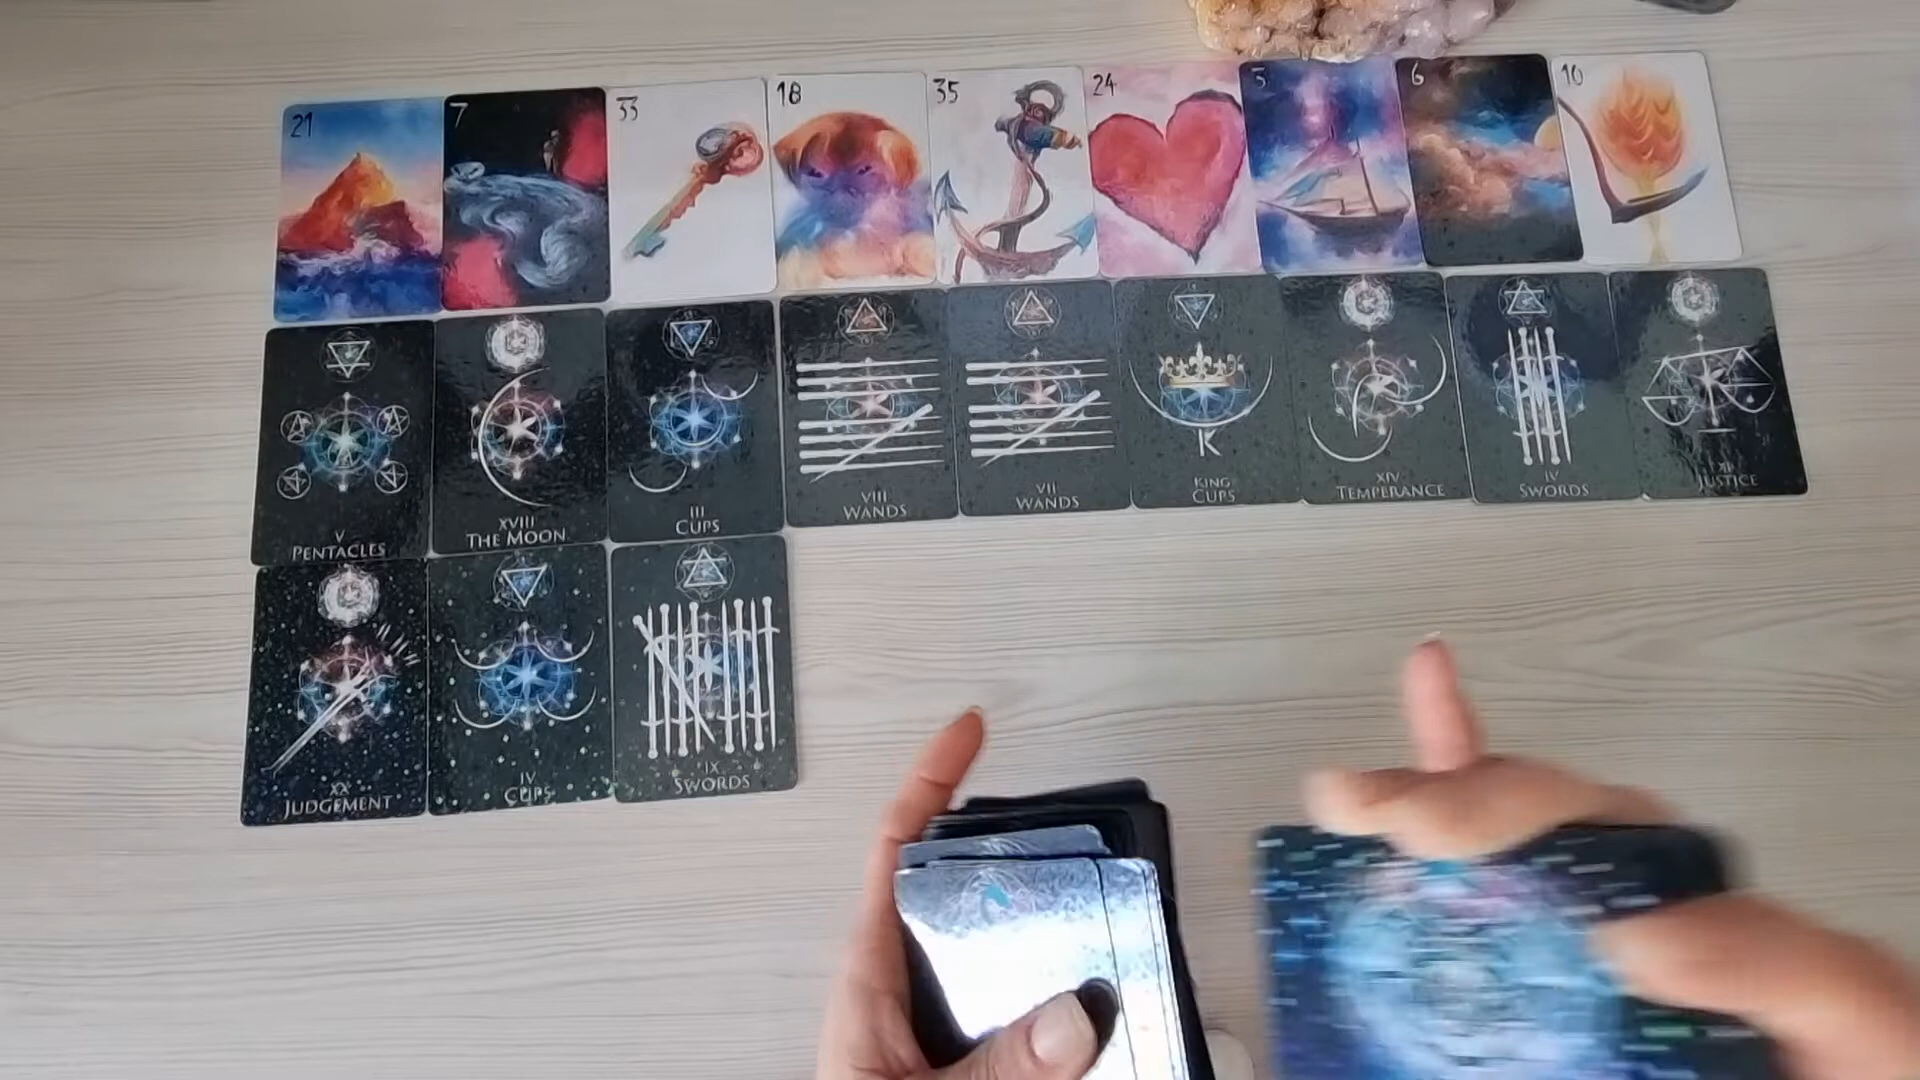 21
7
33
18
35
24
5
6
10
V
PENTACLES
XVIII
THE MOON
III
CUPS
VIII
WANDS
VII
WANDS
K
KING
CUPS
XIV
TEMPERANCE
IV
SWORDS
JUSTICE
XX
JUDGEMENT
IV
CUPS
IX
SWORDS